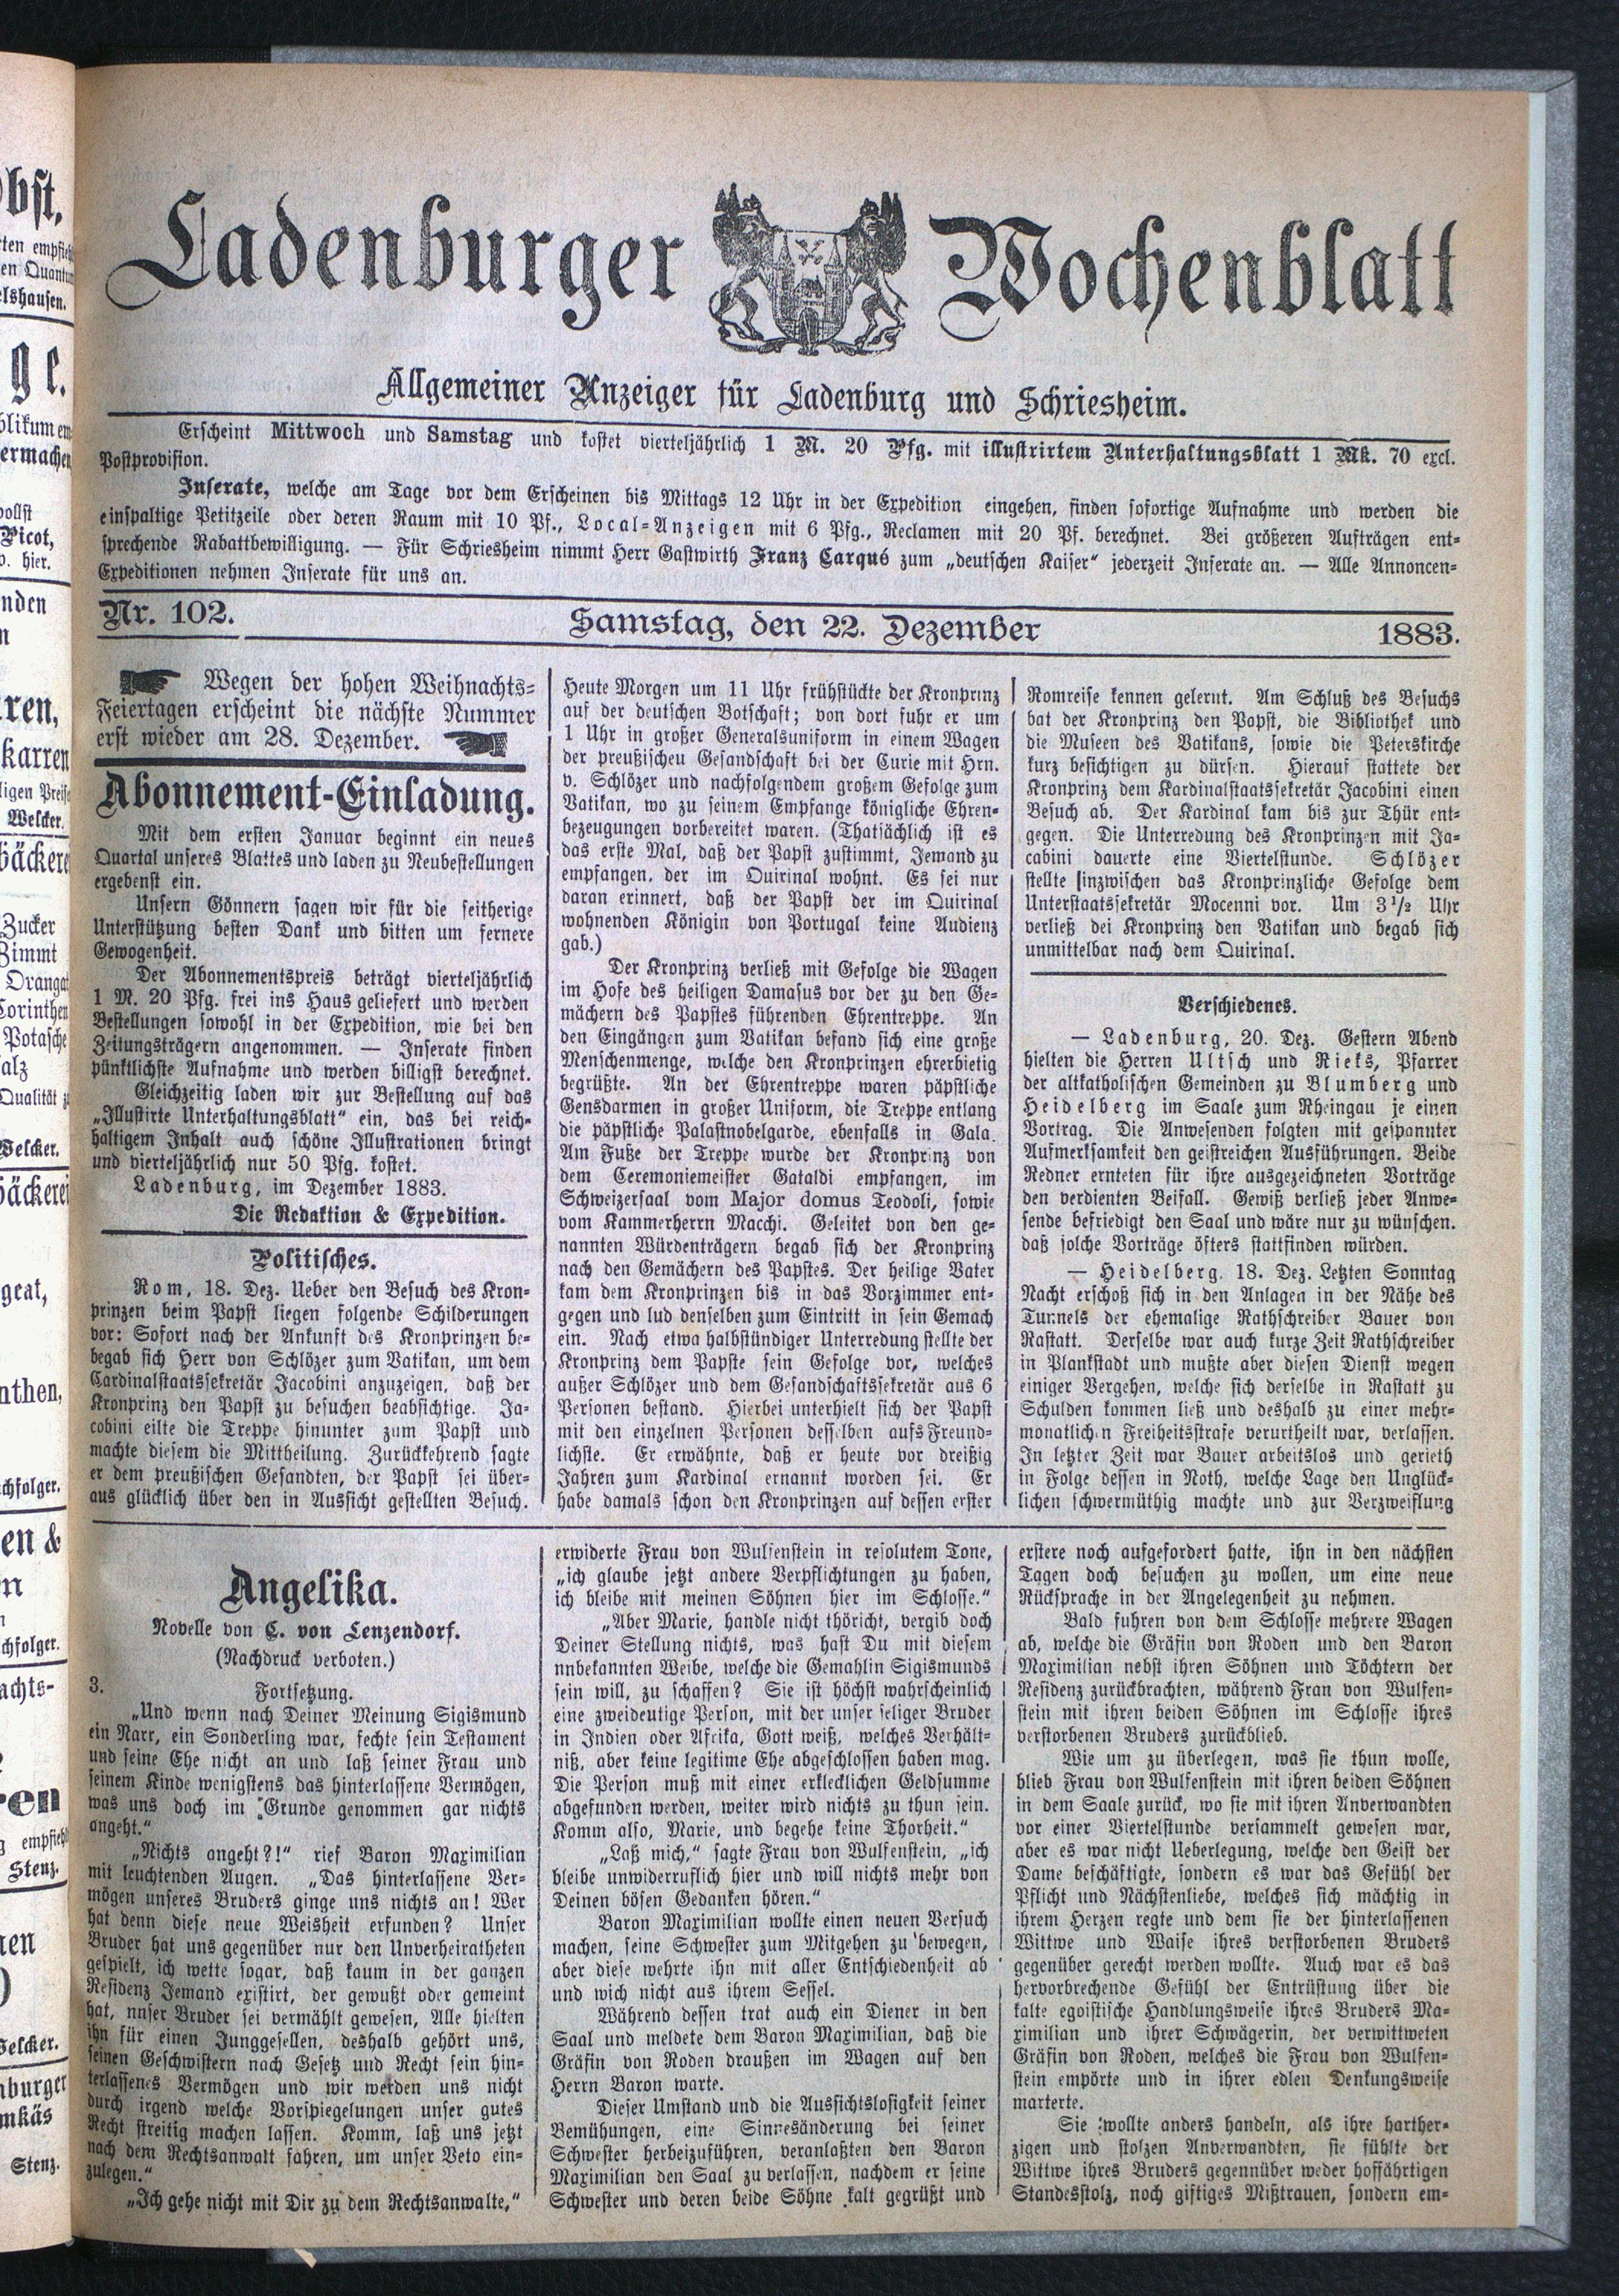 Ladenburger Wochenblatt
Allgemeiner Anzeiger für Ladenburg und Schriesheim.
Erscheint Mittwoch und Samstag und kostet vierteljährlich 1 M. 20 Pfg. mit illustrirtem Unterhaltungsblatt 1 Mk. 70 excl.
Postprovision.
Inserate, welche am Tage vor dem Erscheinen bis Mittags 12 Uhr in der Expedition eingehen, finden sofortige Aufnahme und werden die
einspaltige Petitzeile oder deren Raum mit 10 Pf., Local-Anzeigen mit 6 Pfg., Reclamen mit 20 Pf. berechnet. Bei größeren Aufträgen ent-
sprechende Rabattbewilligung. — Für Schriesheim nimmt Herr Gastwirth Franz Carqué zum „deutschen Kaiser“ jederzeit Inserate an. — Alle Annoncen-
Expeditionen nehmen Inserate für uns an.
Nr. 102. Samstag, den 22. Dezember 1883.
Wegen der hohen Weihnachts-
Feiertagen erscheint die nächste Nummer
erst wieder am 28. Dezember.
Abonnement-Einladung.
Mit dem ersten Januar beginnt ein neues
Quartal unseres Blattes und laden zu Neubestellungen
ergebenst ein.
Unsern Gönnern sagen wir für die seitherige
Unterstützung besten Dank und bitten um fernere
Gewogenheit.
Der Abonnementspreis beträgt vierteljährlich
1 M. 20 Pfg. frei ins Haus geliefert und werden
Bestellungen sowohl in der Expedition, wie bei den
Zeitungsträgern angenommen. — Inserate finden
pünktlichste Aufnahme und werden billigst berechnet.
Gleichzeitig laden wir zur Bestellung auf das
„Illustirte Unterhaltungsblatt“ ein, das bei reich-
haltigem Inhalt auch schöne Illustrationen bringt
und vierteljährlich nur 50 Pfg. kostet.
Ladenburg, im Dezember 1883.
Die Redaktion & Expedition.
Politisches.
Rom, 18. Dez. Ueber den Besuch des Kron-
prinzen beim Papst liegen folgende Schilderungen
vor: Sofort nach der Ankunft des Kronprinzen be-
begab sich Herr von Schlözer zum Vatikan, um dem
Cardinalstaatssekretär Jacobini anzuzeigen, daß der
Kronprinz den Papst zu besuchen beabsichtige. Ja-
cobini eilte die Treppe hinunter zum Papst und
machte diesem die Mittheilung. Zurückkehrend sagte
er dem preußischen Gesandten, der Papst sei über-
aus glücklich über den in Aussicht gestellten Besuch.
Heute Morgen um 11 Uhr frühstückte der Kronprinz
auf der deutschen Botschaft; von dort fuhr er um
1 Uhr in großer Generalsuniform in einem Wagen
der preußischeu Gesandschaft bei der Curie mit Hrn.
v. Schlözer und nachfolgendem großem Gefolge zum
Vatikan, wo zu seinem Empfange königliche Ehren-
bezeugungen vorbereitet waren. (Thatsächlich ist es
das erste Mal, daß der Papst zustimmt, Jemand zu
empfangen, der im Quirinal wohnt. Es sei nur
daran erinnert, daß der Papst der im Quirinal
wohnenden Königin von Portugal keine Audienz
gab.)
Der Kronprinz verließ mit Gefolge die Wagen
im Hofe des heiligen Damasus vor der zu den Ge-
mächern des Papstes führenden Ehrentreppe. An
den Eingängen zum Vatikan befand sich eine große
Menschenmenge, welche den Kronprinzen ehrerbietig
begrüßte. An der Ehrentreppe waren päpstliche
Gensdarmen in großer Uniform, die Treppe entlang
die päpstliche Palastnobelgarde, ebenfalls in Gala.
Am Fuße der Treppe wurde der Kronprinz von
dem Ceremoniemeister Gataldi empfangen, im
Schweizersaal vom Major domus Teodoli, sowie
vom Kammerherrn Macchi. Geleitet von den ge-
nannten Würdenträgern begab sich der Kronprinz
nach den Gemächern des Papstes. Der heilige Vater
kam dem Kronprinzen bis in das Vorzimmer ent-
gegen und lud denselben zum Eintritt in sein Gemach
ein. Nach etwa halbstündiger Unterredung stellte der
Kronprinz dem Papste sein Gefolge vor, welches
außer Schlözer und dem Gesandschaftssekretär aus 6
Personen bestand. Hierbei unterhielt sich der Papst
mit den einzelnen Personen desselben aufs Freund-
lichste. Er erwähnte, daß er heute vor dreißig
Jahren zum Kardinal ernannt worden sei. Er
habe damals schon den Kronprinzen auf dessen erster
Romreise kennen gelernt. Am Schluß des Besuchs
bat der Kronprinz den Papst, die Bibliothek und
die Museen des Vatikans, sowie die Peterskirche
kurz besichtigen zu dürfen. Hierauf stattete der
Kronprinz dem Kardinalstaatssekretär Jacobini einen
Besuch ab. Der Kardinal kam bis zur Thür ent-
gegen. Die Unterredung des Kronprinzen mit Ja-
cabini dauerte eine Viertelstunde. Schlözer
stellte inzwischen das Kronprinzliche Gefolge dem
Unterstaatssekretär Mocenni vor. Um 3 1/2 Uhr
verließ dei Kronprinz den Vatikan und begab sich
unmittelbar nach dem Quirinal.
Verschiedenes.
— Ladenburg, 20. Dez. Gestern Abend
hielten die Herren Ultsch und Rieks, Pfarrer
der altkatholischen Gemeinden zu Blumberg und
Heidelberg im Saale zum Rheingau je einen
Vortrag. Die Anwesenden folgten mit gespannter
Aufmerksamkeit den geistreichen Ausführungen. Beide
Redner ernteten für ihre ausgezeichneten Vorträge
den verdienten Beifall. Gewiß verließ jeder Anwe-
sende befriedigt den Saal und wäre nur zu wünschen.
daß solche Vorträge öfters stattfinden würden.
— Heidelberg, 18. Dez. Letzten Sonntag
Nacht erschoß sich in den Anlagen in der Nähe des
Tunnels der ehemalige Rathschreiber Bauer von
Rastatt. Derselbe war auch kurze Zeit Rathschreiber
in Plankstadt und mußte aber diesen Dienst wegen
einiger Vergehen, welche sich derselbe in Rastatt zu
Schulden kommen ließ und deshalb zu einer mehr-
monatlichen Freiheitsstrafe verurtheilt war, verlassen.
In letzter Zeit war Bauer arbeitslos und gerieth
in Folge dessen in Noth, welche Lage den Unglück-
lichen schwermüthig machte und zur Verzweiflung
Angelika.
Novelle von C. von Lenzendorf.
(Nachdruck verboten.)
3. Fortsetzung.
„Und wenn nach Deiner Meinung Sigismund
ein Narr, ein Sonderling war, fechte sein Testament
und seine Ehe nicht an und laß seiner Frau und
seinem Kinde wenigstens das hinterlassene Vermögen,
was uns doch im Grunde genommen gar nichts
angeht.“
„Nichts angeht?!“ rief Baron Maximilian
mit leuchtenden Augen. „Das hinterlassene Ver-
mögen unseres Bruders ginge uns nichts an! Wer
hat denn diese neue Weisheit erfunden? Unser
Bruder hat uns gegenüber nur den Unverheiratheten
gespielt, ich wette sogar, daß kaum in der ganzen
Residenz Jemand existirt, der gewußt oder gemeint
hat, nnser Bruder sei vermählt gewesen, Alle hielten
ihn für einen Junggesellen, deshalb gehört uns,
seinen Geschwistern nach Gesetz und Recht sein hin-
terlassenes Vermögen und wir werden uns nicht
durch irgend welche Vorspiegelungen unser gutes
Recht streitig machen lassen. Komm, laß uns jetzt
nach dem Rechtsanwalt fahren, um unser Veto ein-
zulegen.“
„Ich gehe nicht mit Dir zu dem Rechtsanwalte,“
erwiderte Frau von Wulfenstein in resolutem Tone,
„ich glaube jetzt andere Verpflichtungen zu haben,
ich bleibe mit meinen Söhnen hier im Schlosse.“
„Aber Marie, handle nicht thöricht, vergib doch
Deiner Stellung nichts, was hast Du mit diesem
nnbekannten Weibe, welche die Gemahlin Sigismunds
sein will, zu schaffen? Sie ist höchst wahrscheinlich
eine zweideutige Person, mit der unser seliger Bruder
in Indien oder Afrika, Gott weiß, welches Verhält-
niß, aber keine legitime Ehe abgeschlossen haben mag.
Die Person muß mit einer erklecklichen Geldsumme
abgefunden werden, weiter wird nichts zu thun sein.
Komm also, Marie, und begehe keine Thorheit.“
„Laß mich,“ sagte Frau von Wulfenstein, „ich
bleibe unwiderruflich hier und will nichts mehr von
Deinen bösen Gedanken hören.“
Baron Maximilian wollte einen neuen Versuch
machen, seine Schwester zum Mitgehen zu bewegen,
aber diese wehrte ihn mit aller Entschiedenheit ab
und wich nicht aus ihrem Sessel.
Während dessen trat auch ein Diener in den
Saal und meldete dem Baron Maximilian, daß die
Gräfin von Roden draußen im Wagen auf den
Herrn Baron warte.
Dieser Umstand und die Aussichtslosigkeit seiner
Bemühungen, eine Sinnesänderung bei seiner
Schwester herbeizuführen, veranlaßten den Baron
Maximilian den Saal zu verlassen, nachdem er seine
Schwester und deren beide Söhne kalt gegrüßt und
erstere noch aufgefordert hatte, ihn in den nächsten
Tagen doch besuchen zu wollen, um eine neue
Rücksprache in der Angelegenheit zu nehmen.
Bald fuhren von dem Schlosse mehrere Wagen
ab, welche die Gräfin von Roden und den Baron
Maximilian nebst ihren Söhnen und Töchtern der
Residenz zurückbrachten, während Frau von Wulfen-
stein mit ihren beiden Söhnen im Schlosse ihres
verstorbenen Bruders zurückblieb.
Wie um zu überlegen, was sie thun wolle,
blieb Frau von Wulfenstein mit ihren beiden Söhnen
in dem Saale zurück, wo sie mit ihren Anverwandten
vor einer Viertelstunde versammelt gewesen war,
aber es war nicht Ueberlegung, welche den Geist der
Dame beschäftigte, sondern es war das Gefühl der
Pflicht und Nächstenliebe, welches sich mächtig in
ihrem Herzen regte und dem sie der hinterlassenen
Wittwe und Waise ihres verstorbenen Bruders
gegenüber gerecht werden wollte. Auch war es das
hervorbrechende Gefühl der Entrüstung über die
kalte egoistische Handlungsweise ihres Bruders Ma-
ximilian und ihrer Schwägerin, der verwittweten
Gräfin von Roden, welches die Frau von Wulfen-
stein empörte und in ihrer edlen Denkungsweise
marterte.
Sie wollte anders handeln, als ihre harther-
zigen und stolzen Anverwandten, sie fühlte der
Wittwe ihres Bruders gegennüber weder hoffährtigen
Standesstolz, noch giftiges Mißtrauen, sondern em-